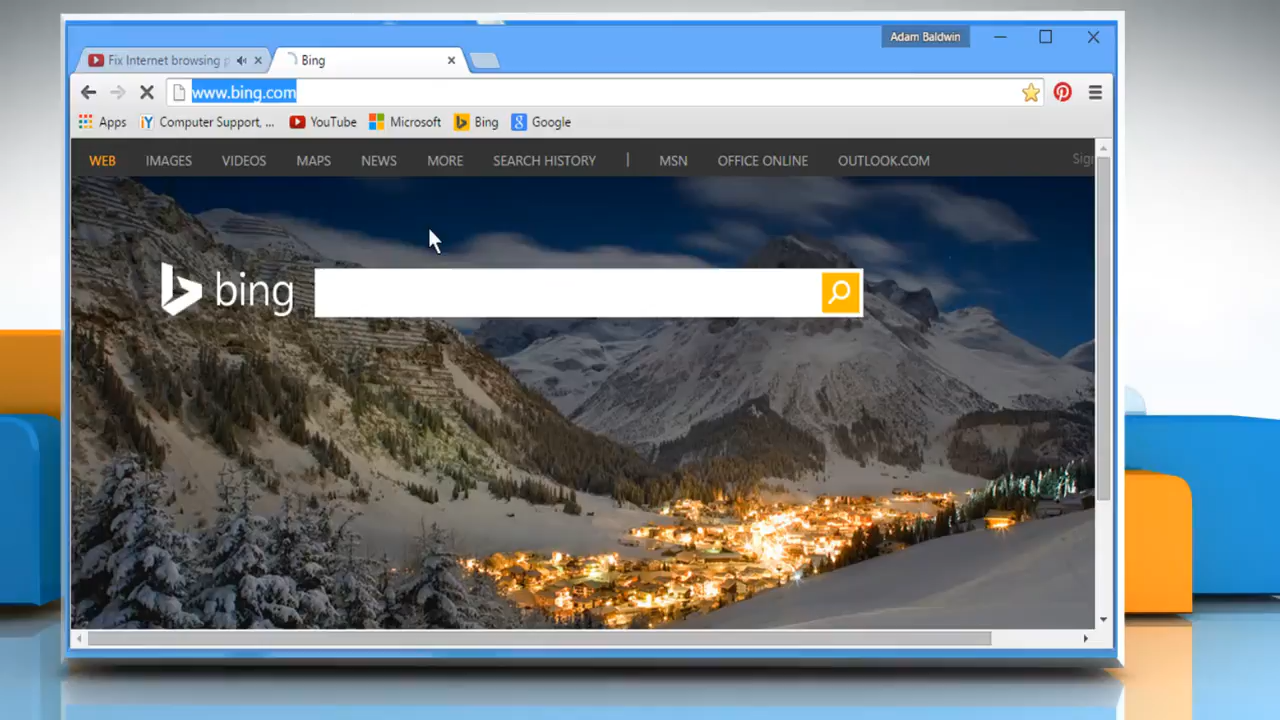 Adam Baldwin
Fix Internet browsing
Bing
www.bing.com
Apps
Computer Support, ...
YouTube
Microsoft
Bing
Google
WEB IMAGES VIDEOS MAPS NEWS MORE SEARCH HISTORY | MSN OFFICE ONLINE OUTLOOK.COM
bing